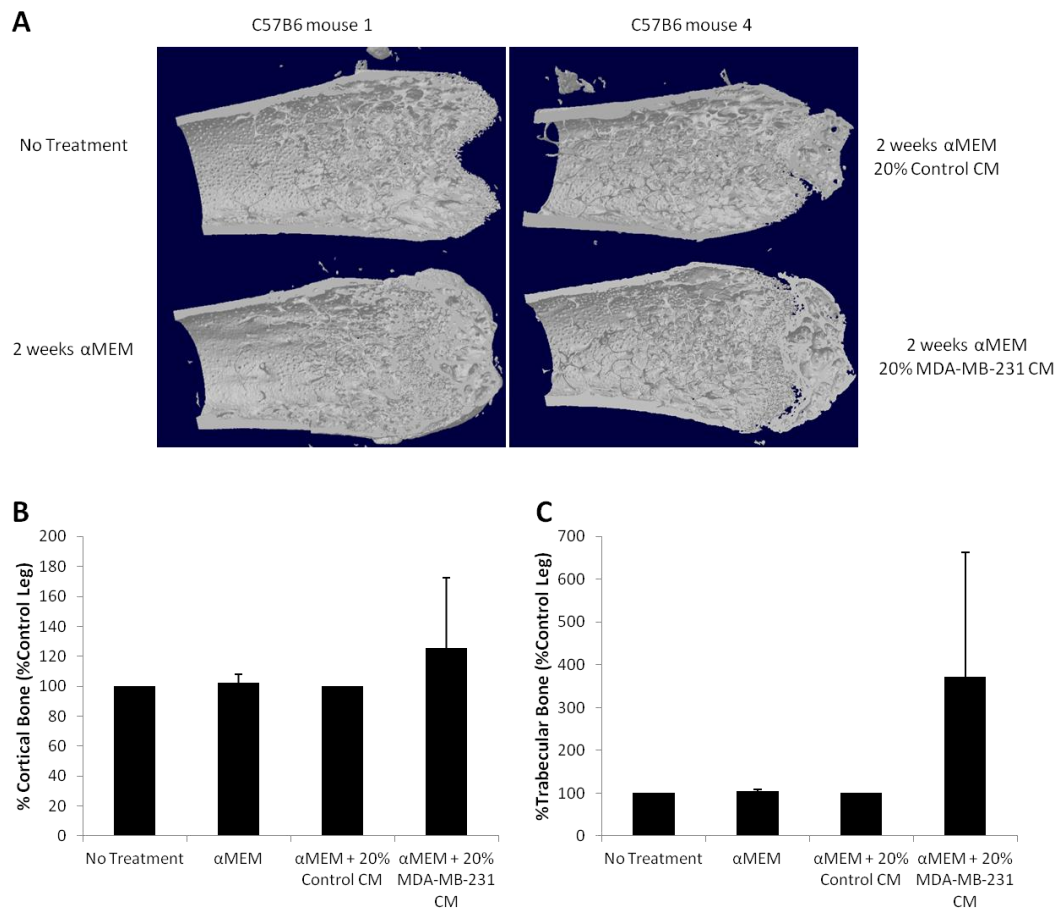 A
C57B6 mouse 1
C57B6 mouse 4
No Treatment
2 weeks αMEM
20% Control CM
2 weeks αMEM
2 weeks αMEM
20% MDA-MB-231 CM
B
% Cortical Bone (%Control Leg)
200
180
160
140
120
100
80
60
40
20
0
No Treatment
αMEM
αMEM + 20%
Control CM
αMEM + 20%
MDA-MB-231
CM
C
%Trabecular Bone (%Control Leg)
700
600
500
400
300
200
100
0
No Treatment
αMEM
αMEM + 20%
Control CM
αMEM + 20%
MDA-MB-231
CM